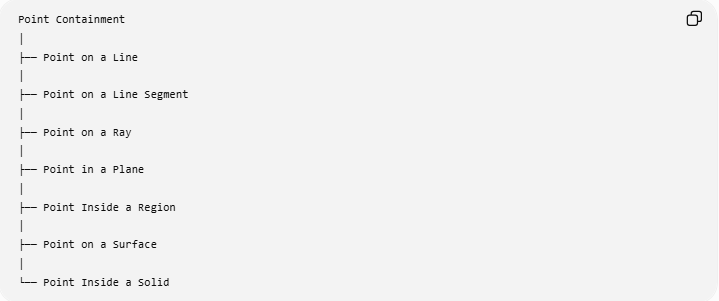 Point Containment
│
├── Point on a Line
│
├── Point on a Line Segment
│
├── Point on a Ray
│
├── Point in a Plane
│
├── Point Inside a Region
│
├── Point on a Surface
│
└── Point Inside a Solid